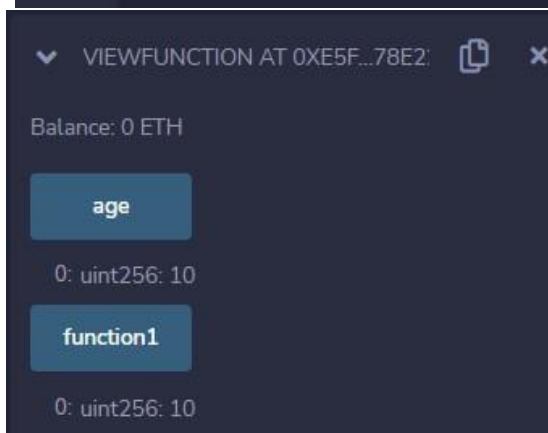 VIEWFUNCTION AT 0XE5F...78E2
Balance: 0 ETH
age
0: uint256: 10
function1
0: uint256: 10